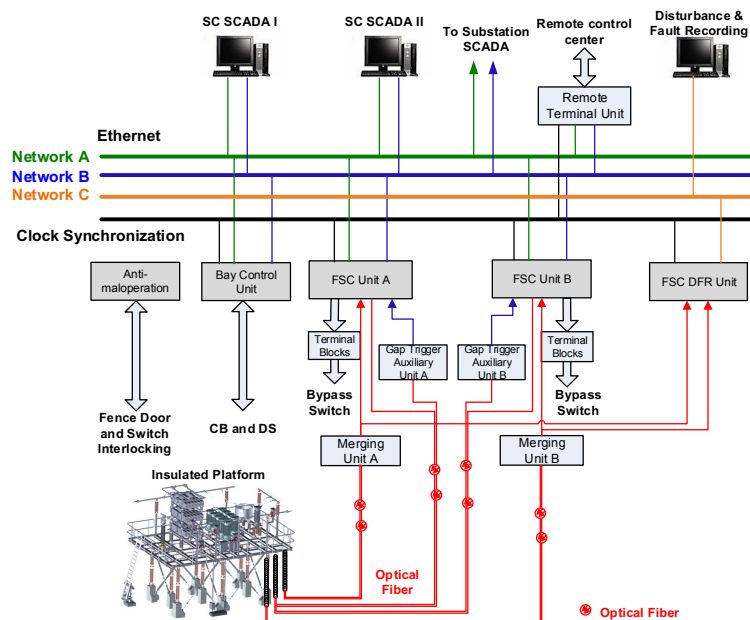 SC SCADA I
SC SCADA II
To Substation
SCADA
Remote control
center
Disturbance &
Fault Recording
Remote
Terminal Unit
Ethernet
Network A
Network B
Network C
Clock Synchronization
Anti-
maloperation
Bay Control
Unit
FSC Unit A
FSC Unit B
FSC DFR Unit
Terminal
Blocks
Gap Trigger
Auxiliary
Unit A
Gap Trigger
Auxiliary
Unit B
Terminal
Blocks
Bypass
Switch
Bypass
Switch
Fence Door
and Switch
Interlocking
CB and DS
Merging
Unit A
Merging
Unit B
Insulated Platform
Optical
Fiber
Optical Fiber